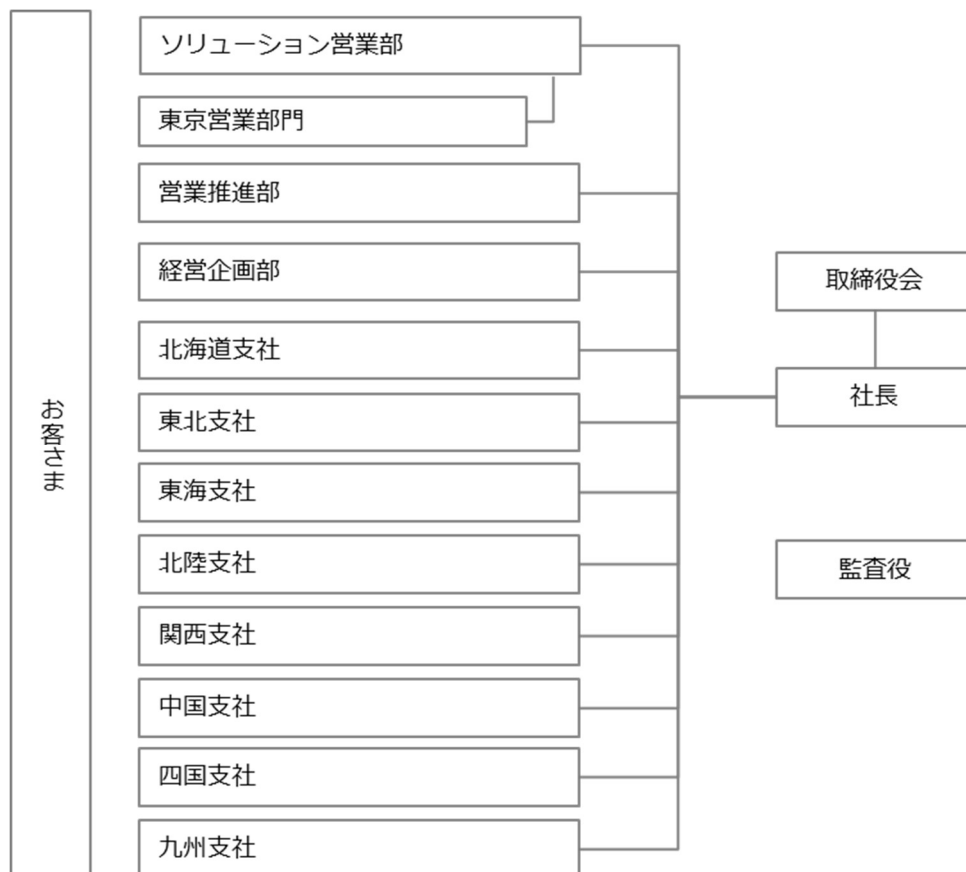 お客さま
ソリューション営業部
東京営業部門
営業推進部
経営企画部
北海道支社
東北支社
東海支社
北陸支社
関西支社
中国支社
四国支社
九州支社
取締役会
社長
監査役